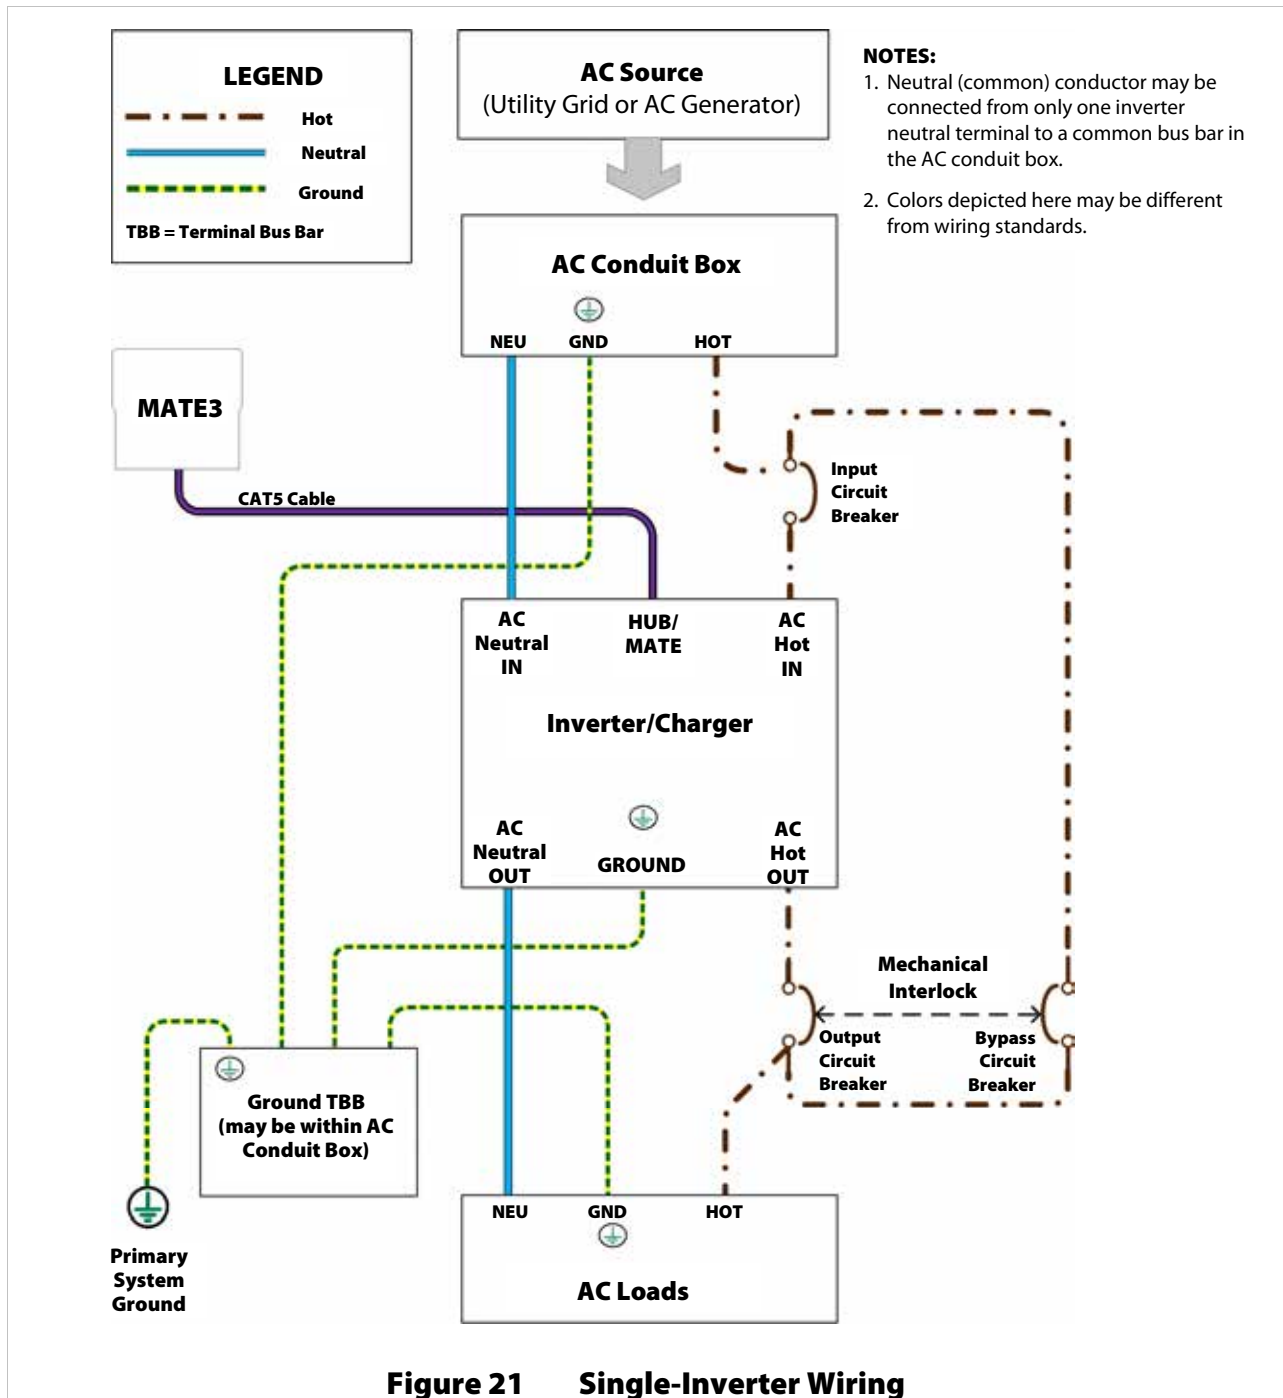 LEGEND
Hot
Neutral
Ground
TBB = Terminal Bus Bar
AC Source
(Utility Grid or AC Generator)
NOTES:
1. Neutral (common) conductor may be
connected from only one inverter
neutral terminal to a common bus bar in
the AC conduit box.
2. Colors depicted here may be different
from wiring standards.
AC Conduit Box
NEU
GND
HOT
MATE3
CAT5 Cable
Input
Circuit
Breaker
AC
Neutral
IN
HUB/
MATE
AC
Hot
IN
Inverter/Charger
AC
Neutral
OUT
GROUND
AC
Hot
OUT
Mechanical
Interlock
Output
Circuit
Breaker
Bypass
Circuit
Breaker
Ground TBB
(may be within AC
Conduit Box)
Primary
System
Ground
NEU
GND
HOT
AC Loads
Figure 21 Single-Inverter Wiring